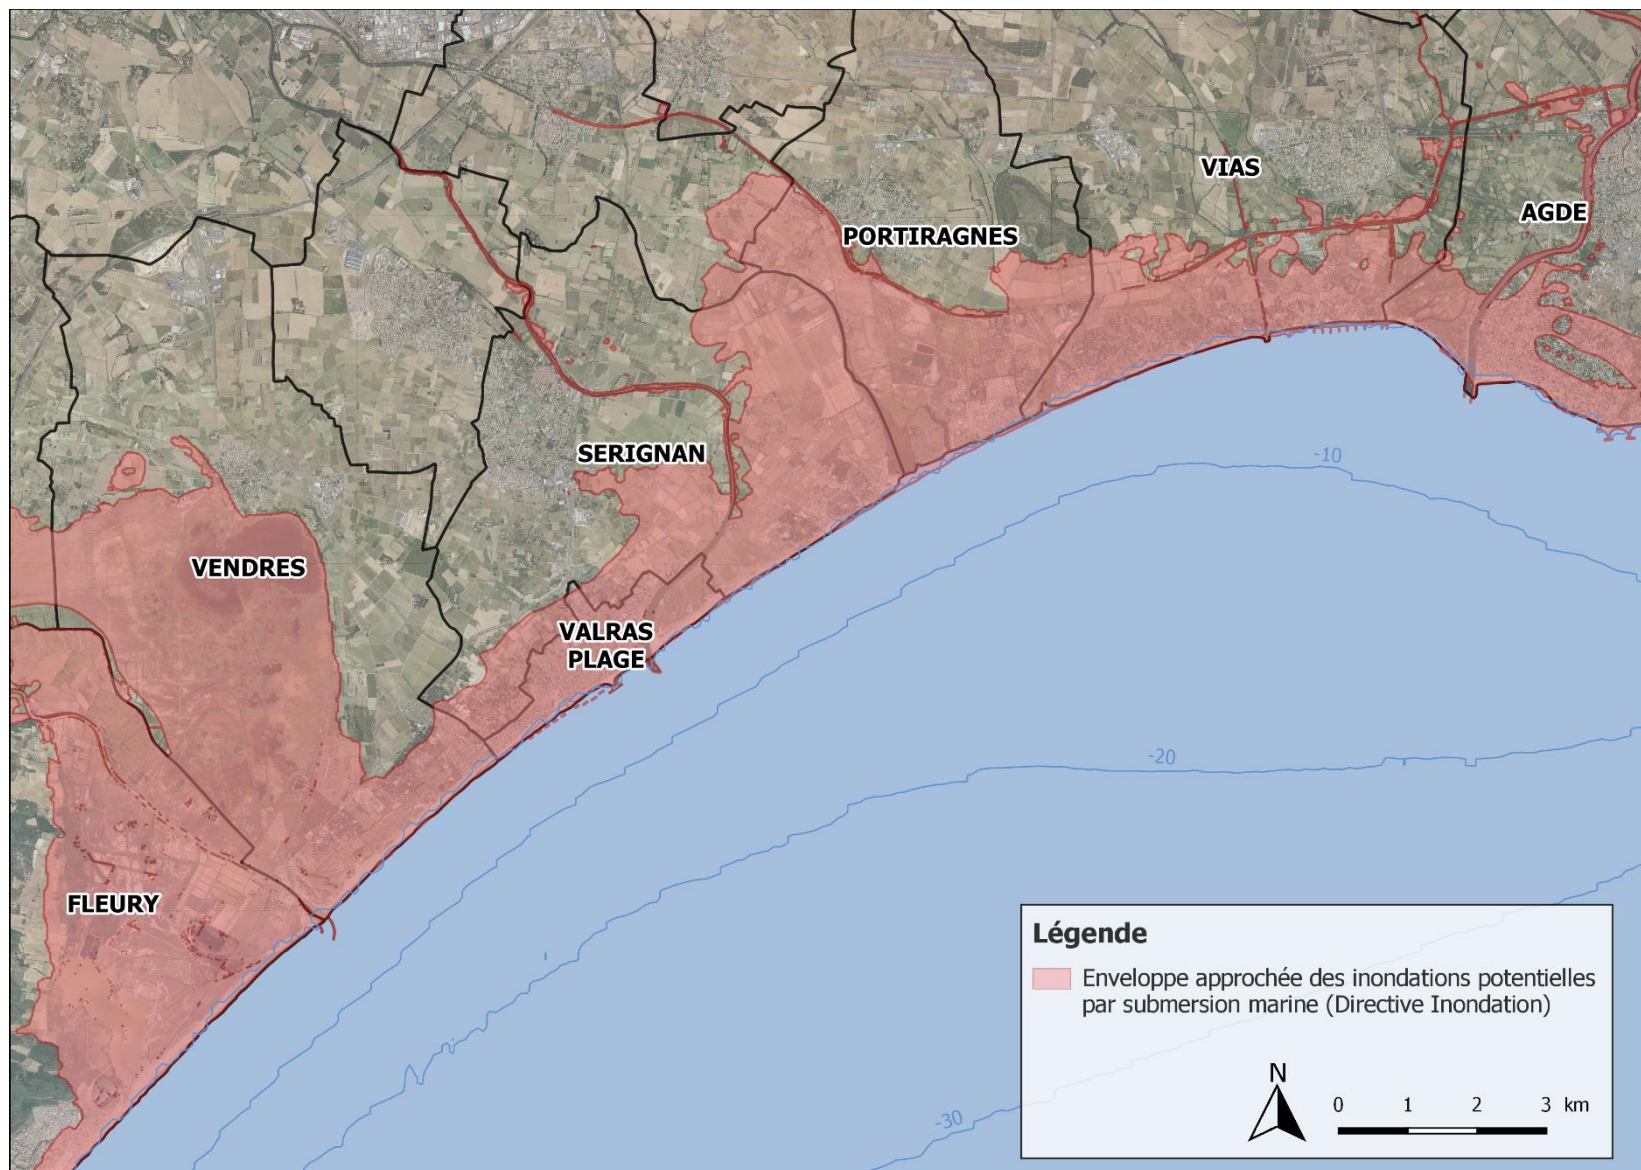 VIAS
AGDE
PORTIRAGNES
SERIGNAN
-10
VENDRES
VALRAS
PLAGE
-20
FLEURY
Légende
Enveloppe approchée des inondations potentielles
par submersion marine (Directive Inondation)
N
0 1 2 3 km
-30